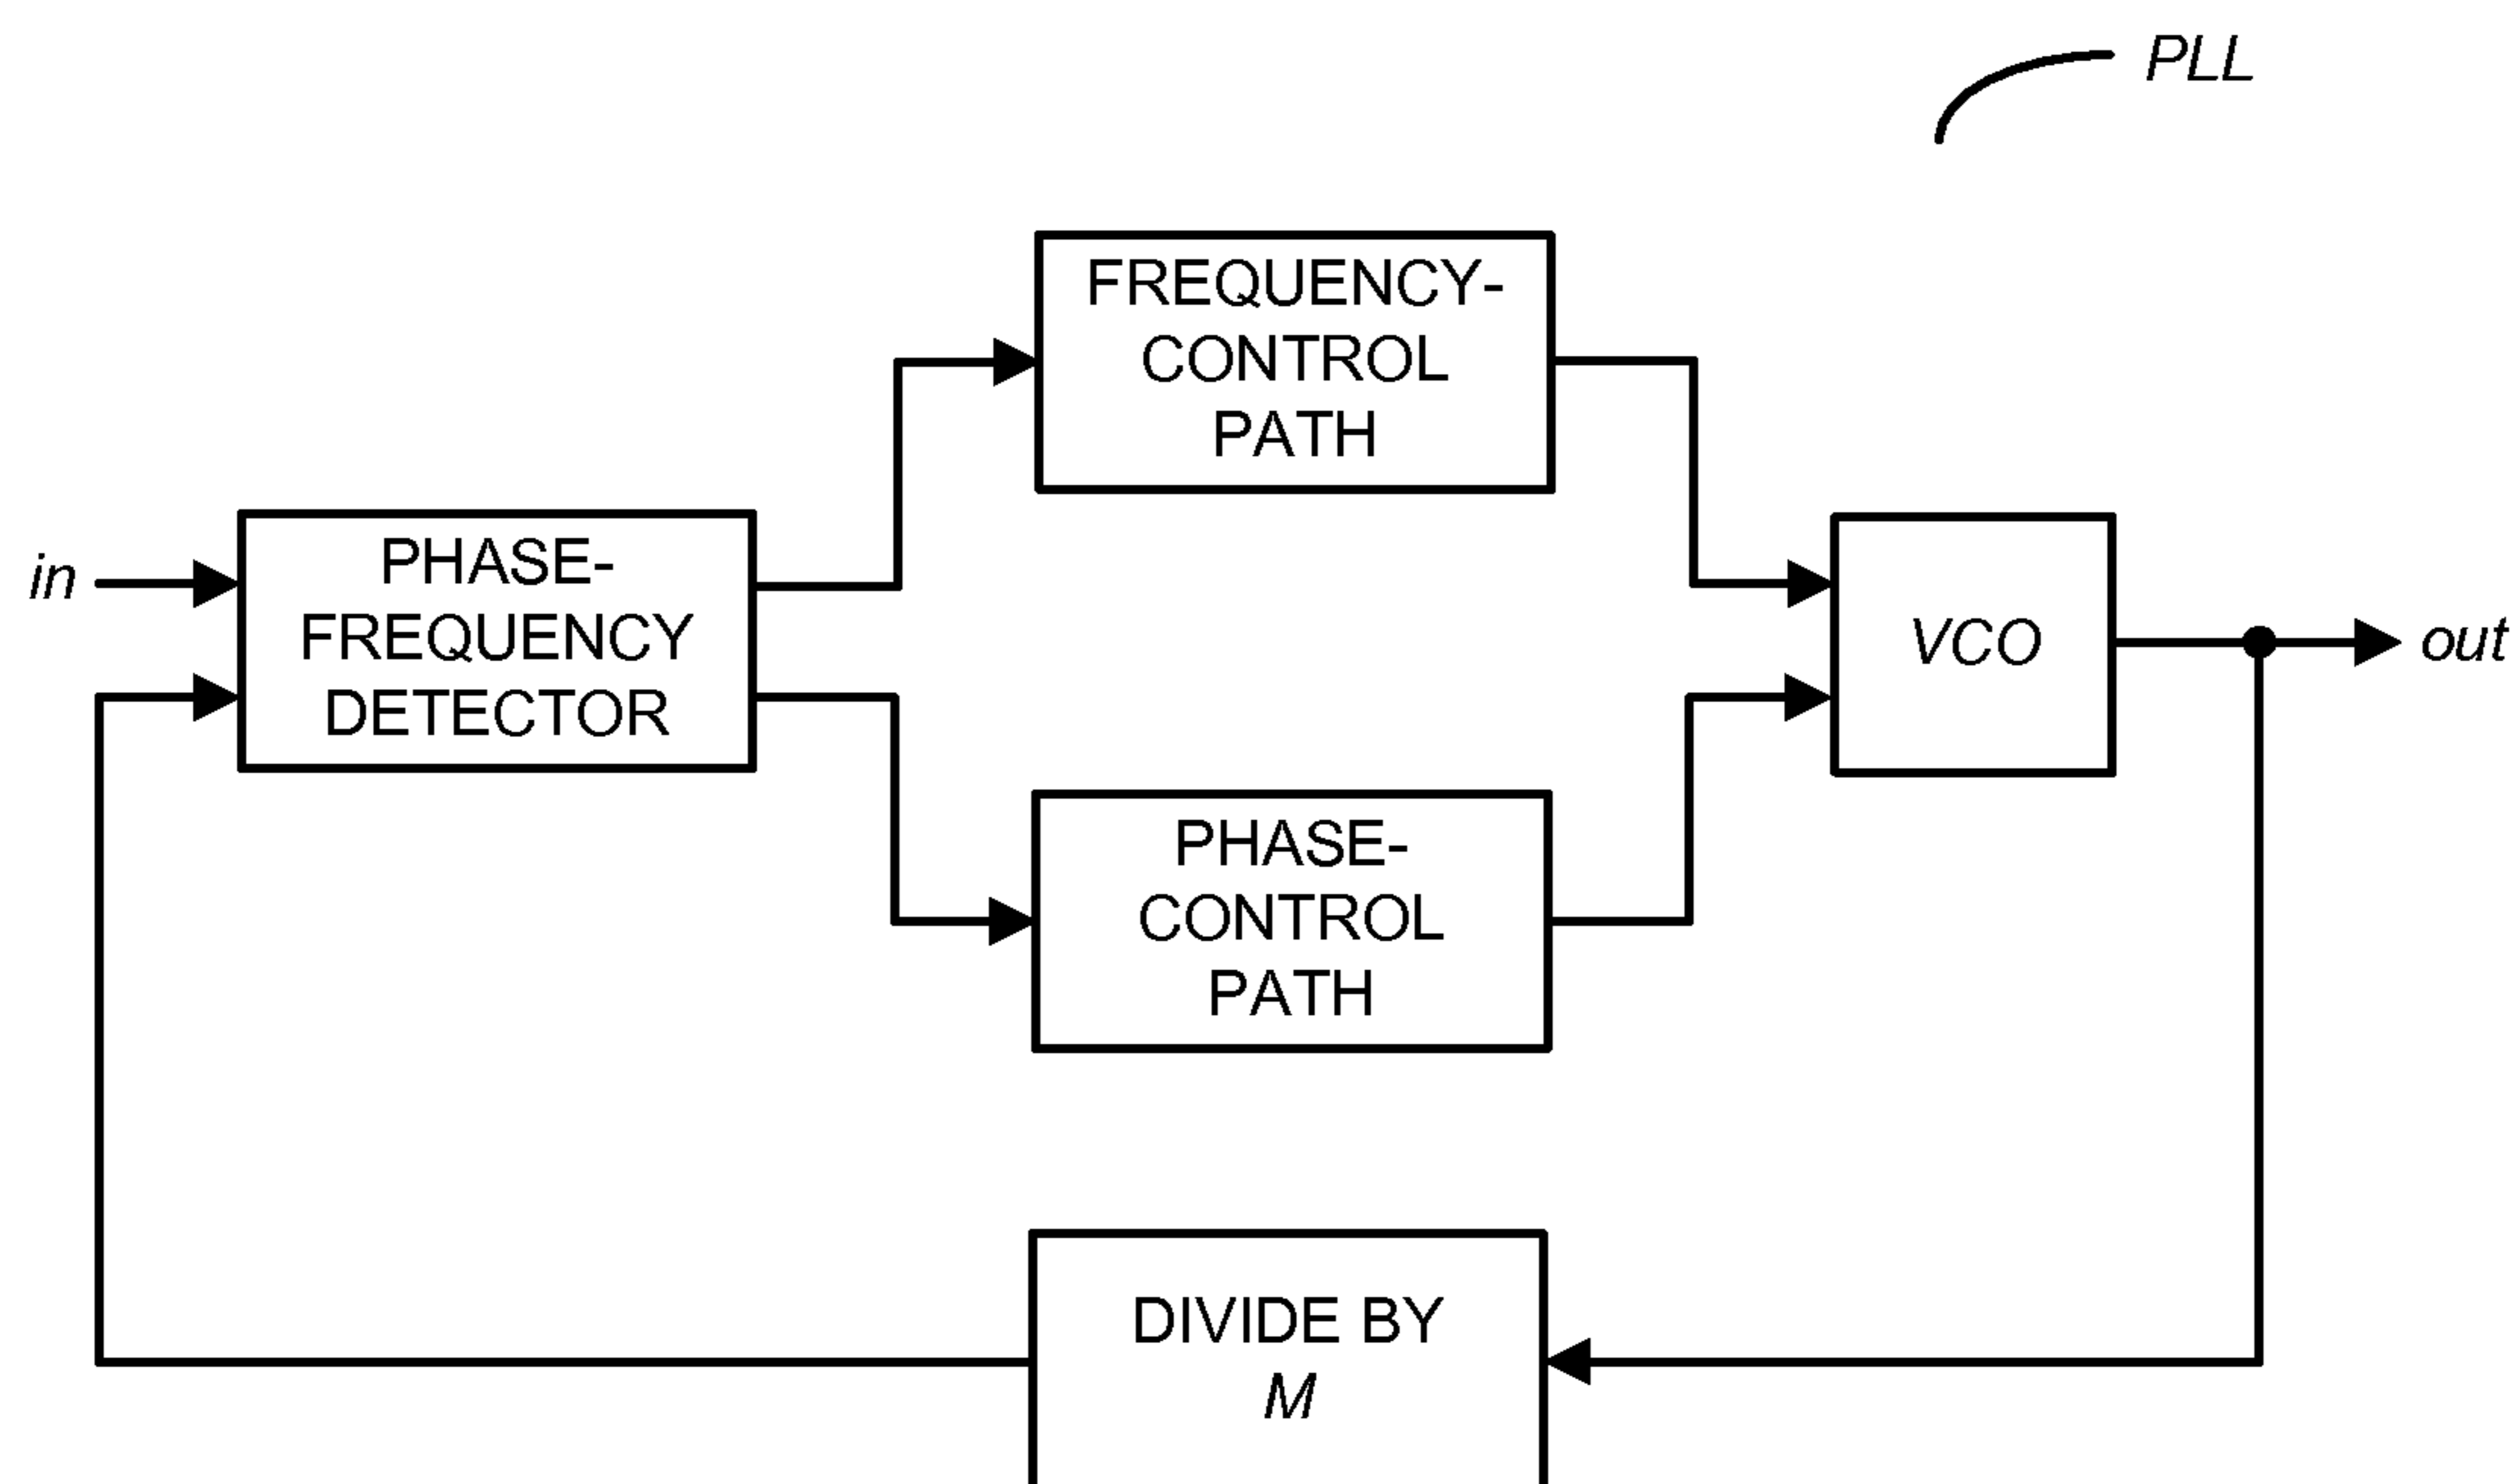 PLL
FREQUENCY-
CONTROL
PATH
in
PHASE-
FREQUENCY
DETECTOR
VCO
out
PHASE-
CONTROL
PATH
DIVIDE BY
M